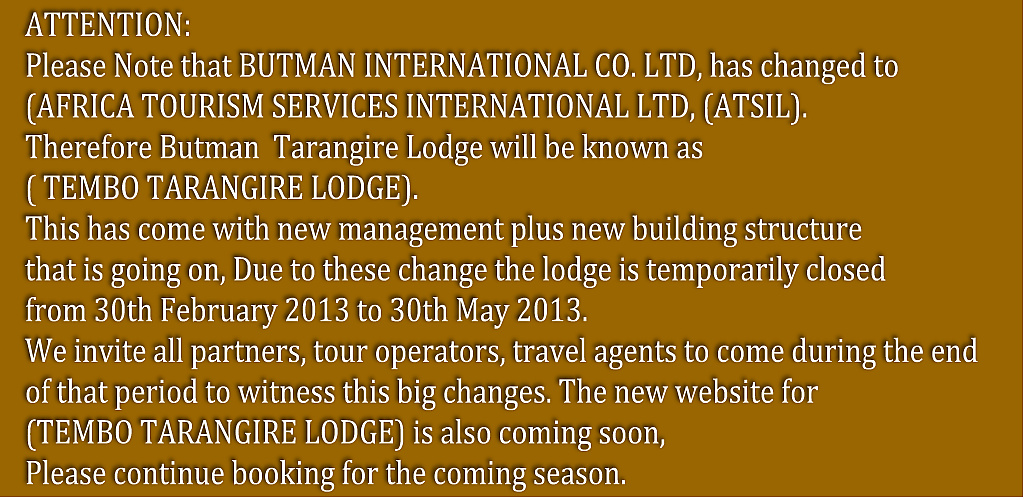 ATTENTION:
Please Note that BUTMAN INTERNATIONAL CO. LTD, has changed to
(AFRICA TOURISM SERVICES INTERNATIONAL LTD, (ATSIL).
Therefore Butman  Tarangire Lodge will be known as
( TEMBO TARANGIRE LODGE).
This has come with new management plus new building structure
that is going on, Due to these change the lodge is temporarily closed
from 30th February 2013 to 30th May 2013.
We invite all partners, tour operators, travel agents to come during the end
of that period to witness this big changes. The new website for
(TEMBO TARANGIRE LODGE) is also coming soon,
Please continue booking for the coming season.